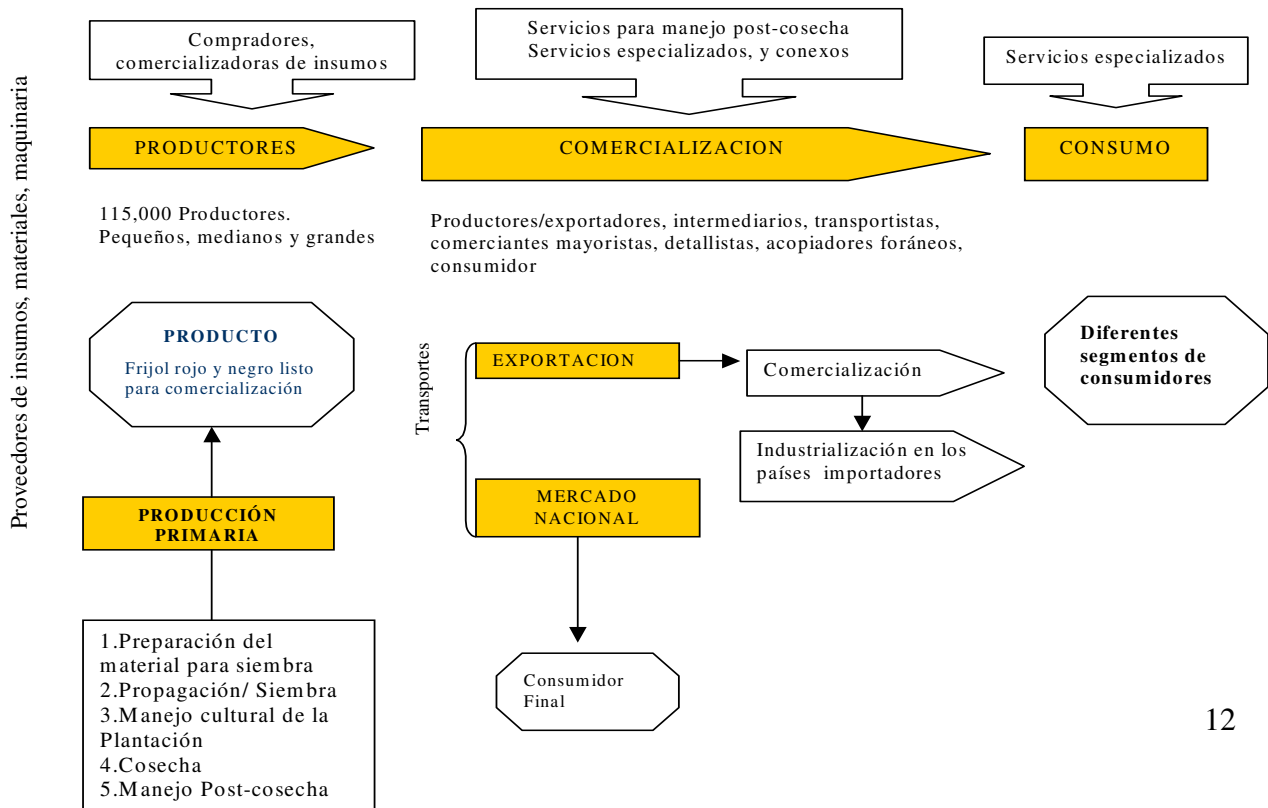 Proveedores de insumos, materiales, maquinaria
Compradores,
comercializadoras de insumos
Servicios para manejo post-cosecha
Servicios especializados, y conexos
Servicios especializados
PRODUCTORES
COMERCIALIZACION
CONSUMO
115,000 Productores.
Pequeños, medianos y grandes
Productores/exportadores, intermediarios, transportistas,
comerciantes mayoristas, detallistas, acopiadores foráneos,
consumidor
PRODUCTO
Frijol rojo y negro listo
para comercialización
Transportes
EXPORTACION
Comercialización
Industrialización en los
países importadores
Diferentes
segmentos de
consumidores
MERCADO
NACIONAL
PRODUCCIÓN
PRIMARIA
1.Preparación del
material para siembra
2.Propagación/ Siembra
3.Manejo cultural de la
Plantación
4.Cosecha
5.Manejo Post-cosecha
Consumidor
Final
12